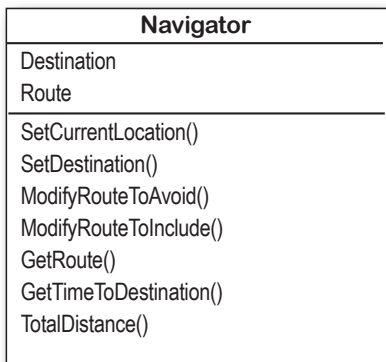 Navigator
Destination
Route
SetCurrentLocation()
SetDestination()
ModifyRouteToAvoid()
ModifyRouteToInclude()
GetRoute()
GetTimeToDestination()
TotalDistance()